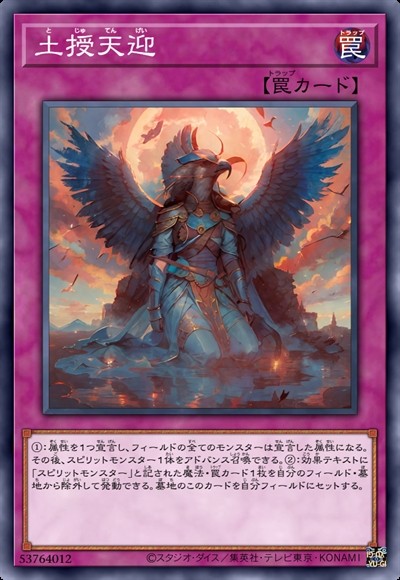 土授天迎
と じゅ てん げい
罠
トラップ
【罠カード】
トラップ
①:属性を1つ宣言し、フィールドの全てのモンスターは宣言した属性になる。
その後、スピリットモンスター1体をアドバンス召喚できる。②:効果テキストに
「スピリットモンスター」と記された魔法・罠カード1枚を自分のフィールド・墓
地から除外して発動できる。墓地のこのカードを自分フィールドにセットする。
53764012
©スタジオ・ダイス／集英社・テレビ東京・KONAMI